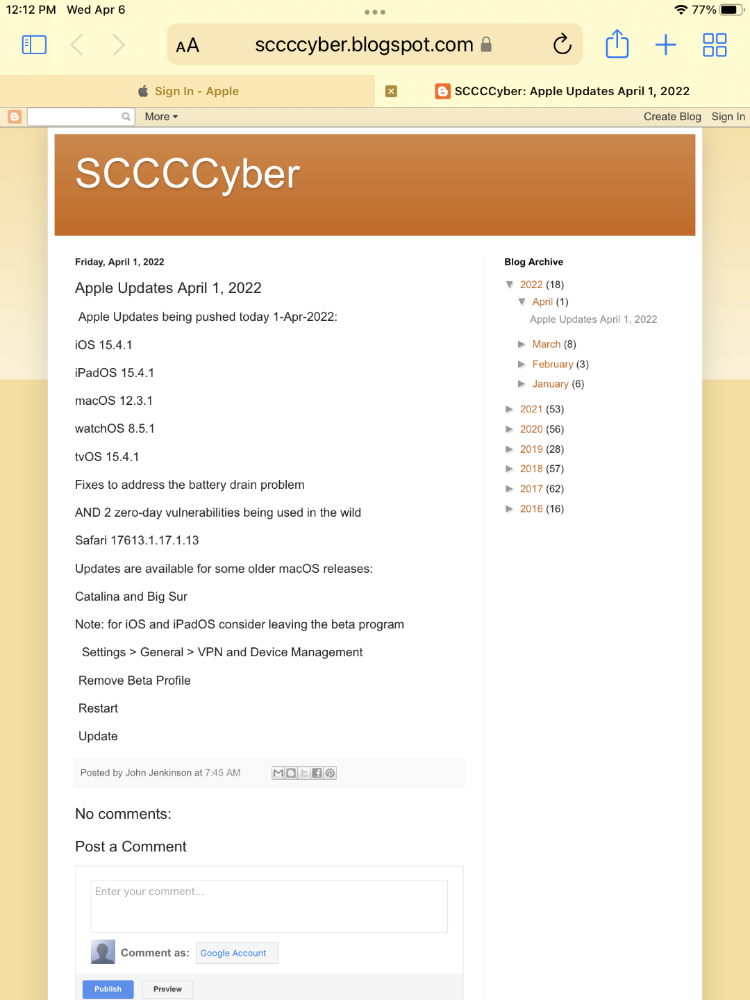 12:12 PM Wed Apr 6
77%
AA sccccyber.blogspot.com
Sign In - Apple
SCCCCyber: Apple Updates April 1, 2022
More
Create Blog Sign In
SCCCCyber
Friday, April 1, 2022
Apple Updates April 1, 2022
Apple Updates being pushed today 1-Apr-2022:
iOS 15.4.1
iPadOS 15.4.1
macOS 12.3.1
watchOS 8.5.1
tvOS 15.4.1
Fixes to address the battery drain problem
AND 2 zero-day vulnerabilities being used in the wild
Safari 17613.1.17.1.13
Updates are available for some older macOS releases:
Catalina and Big Sur
Note: for iOS and iPadOS consider leaving the beta program
Settings > General > VPN and Device Management
Remove Beta Profile
Restart
Update
Posted by John Jenkinson at 7:45 AM
No comments:
Post a Comment
Enter your comment...
Comment as: Google Account
Publish Preview
Blog Archive
▼ 2022 (18)
▼ April (1)
Apple Updates April 1, 2022
► March (8)
► February (3)
► January (6)
► 2021 (53)
► 2020 (56)
► 2019 (28)
► 2018 (57)
► 2017 (62)
► 2016 (16)